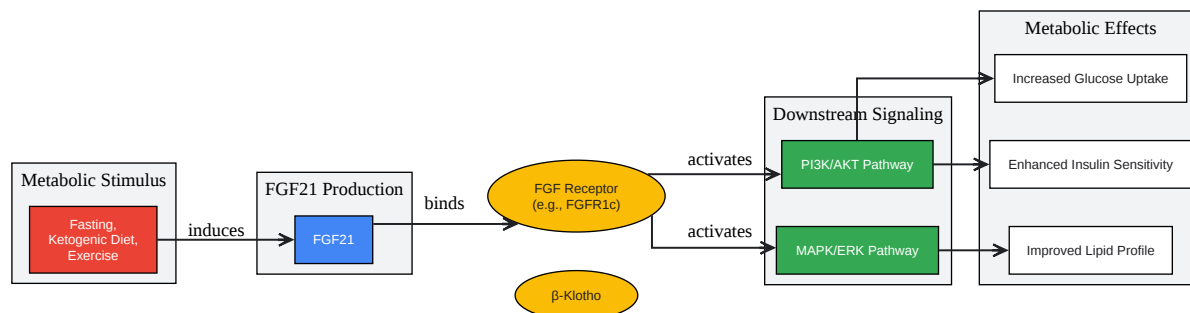 Metabolic Stimulus
Fasting,
Ketogenic Diet,
Exercise
induces
FGF21 Production
FGF21
binds
FGF Receptor
(e.g., FGFR1c)
β-Klotho
activates
activates
Downstream Signaling
PI3K/AKT Pathway
MAPK/ERK Pathway
Metabolic Effects
Increased Glucose Uptake
Enhanced Insulin Sensitivity
Improved Lipid Profile